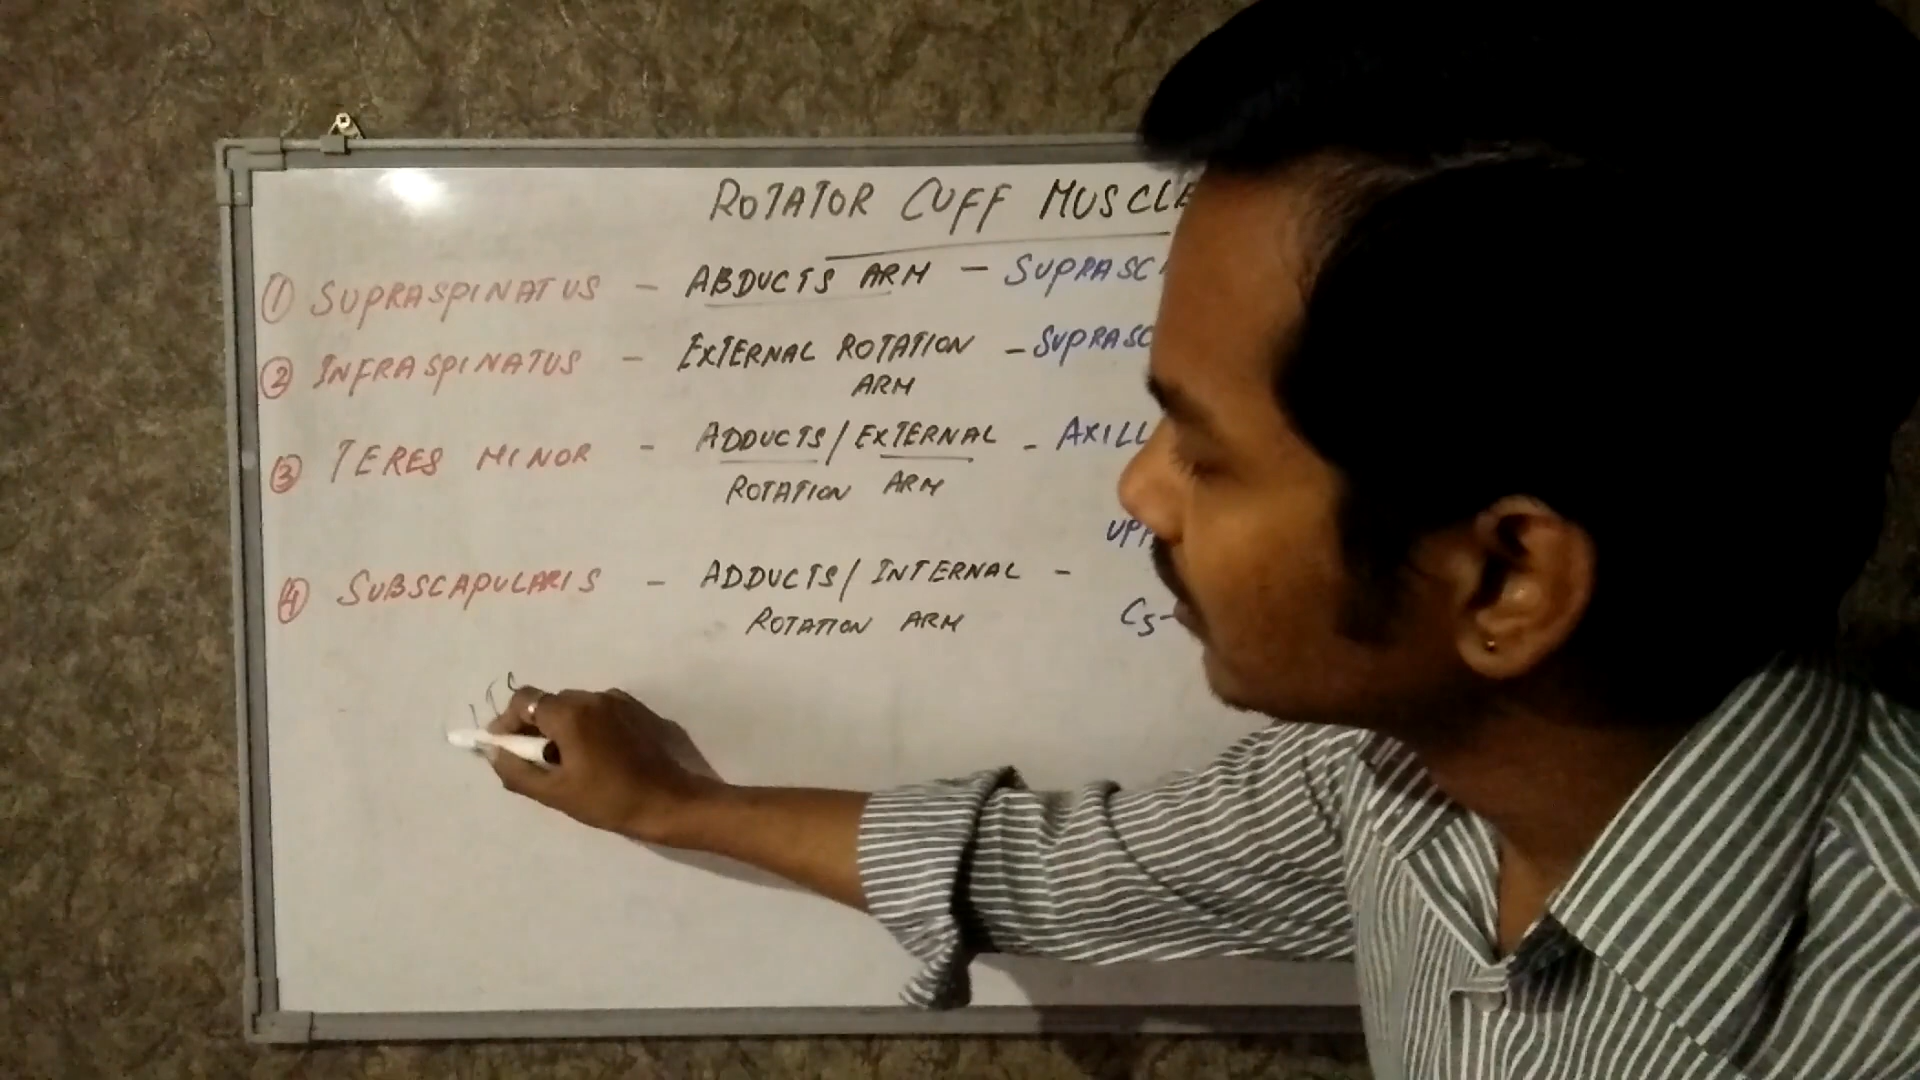 ROTATOR CUFF MUSCLE
① SUPRASPINATUS - ABDUCTS ARM - SUPRASC
② INFRASPINATUS - EXTERNAL ROTATION - SUPRASC
ARM
③ TERES MINOR - ADDUCTS / EXTERNAL - AXILL
ROTATION ARM
UPP
④ SUBSCAPULARIS - ADDUCTS / INTERNAL -
ROTATION ARM
C5-
ITS